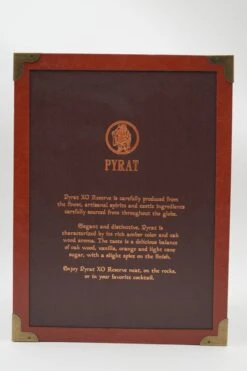 PYRAT
Pyrat XO Reserve is carefully produced from
the finest, artisanal spirits and exotic ingredients
carefully sourced from throughout the globe.
Elegant and distinctive, Pyrat is
characterized by its rich amber color and oak
wood aroma. The taste is a delicious balance
of oak wood, vanilla, orange and light cane
sugar, with a slight spice on the finish.
Enjoy Pyrat XO Reserve neat, on the rocks,
or in your favorite cocktail.